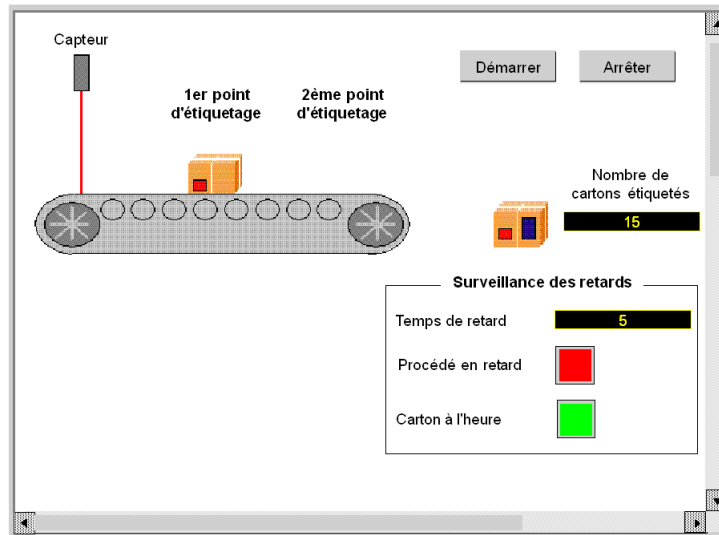 Capteur
Démarrer
Arrêter
1er point
d'étiquetage
2ème point
d'étiquetage
Nombre de
cartons étiquetés
15
Surveillance des retards
Temps de retard
5
Procédé en retard
Carton à l'heure